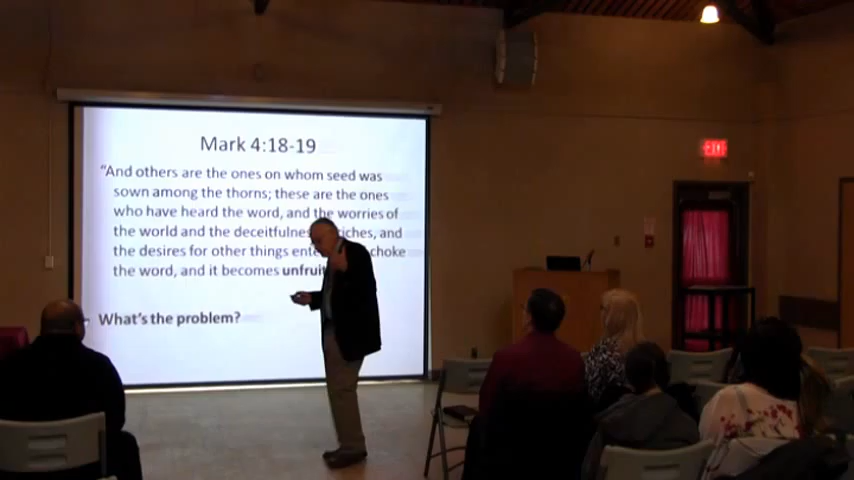 Mark 4:18-19
“And others are the ones on whom seed was
sown among the thorns; these are the ones
who have heard the word, and the worries of
the world and the deceitfulnes riches, and
the desires for other things ente choke
the word, and it becomes unfrui
What's the problem?
EXIT